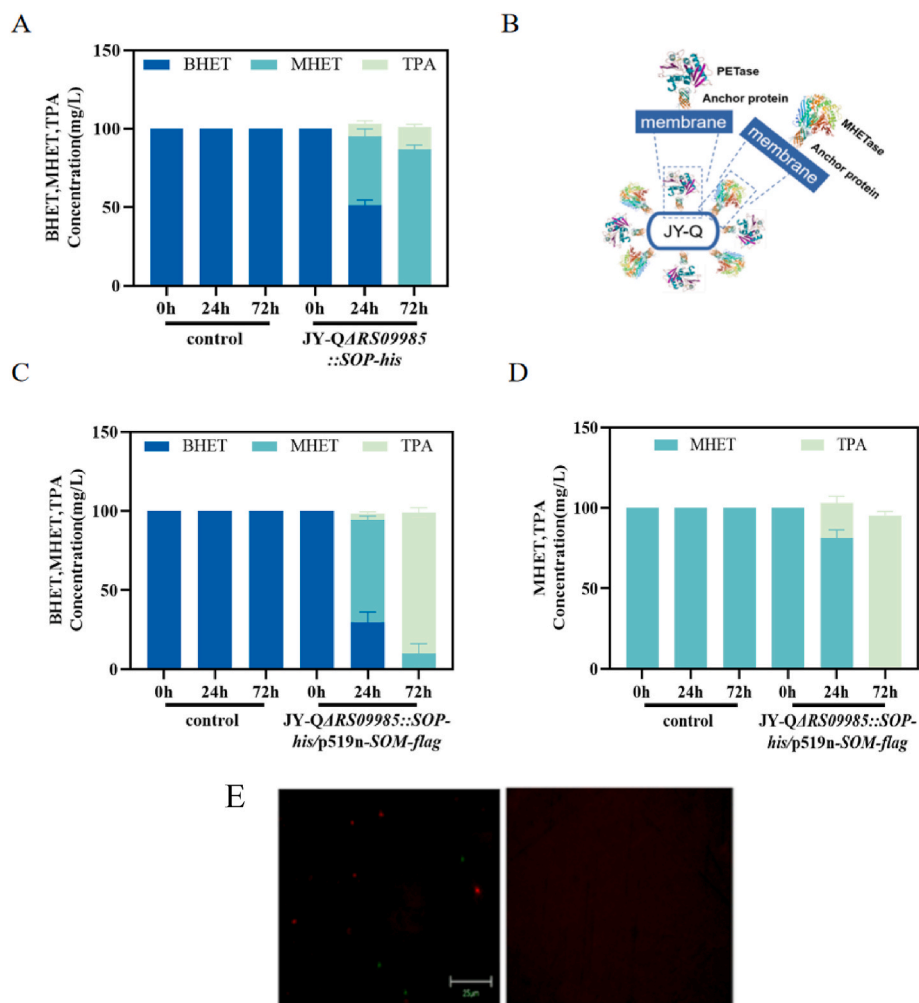 A
BHET,MHET,TPA
Concentration(mg/L)
150
100
50
0
BHET MHET TPA
0h 24h 72h 0h 24h 72h
control
JY-QΔRS09985
::SOP-his
B
PETase
Anchor protein
membrane
MHETase
Anchor protein
membrane
JY-Q
C
BHET,MHET,TPA
Concentration(mg/L)
150
100
50
0
BHET MHET TPA
0h 24h 72h 0h 24h 72h
control
JY-QΔRS09985::SOP-
his/p519n-SOM-flag
D
MHET,TPA
Concentration(mg/L)
150
100
50
0
MHET TPA
0h 24h 72h 0h 24h 72h
control
JY-QΔRS09985::SOP-
his/p519n-SOM-flag
E
25μm